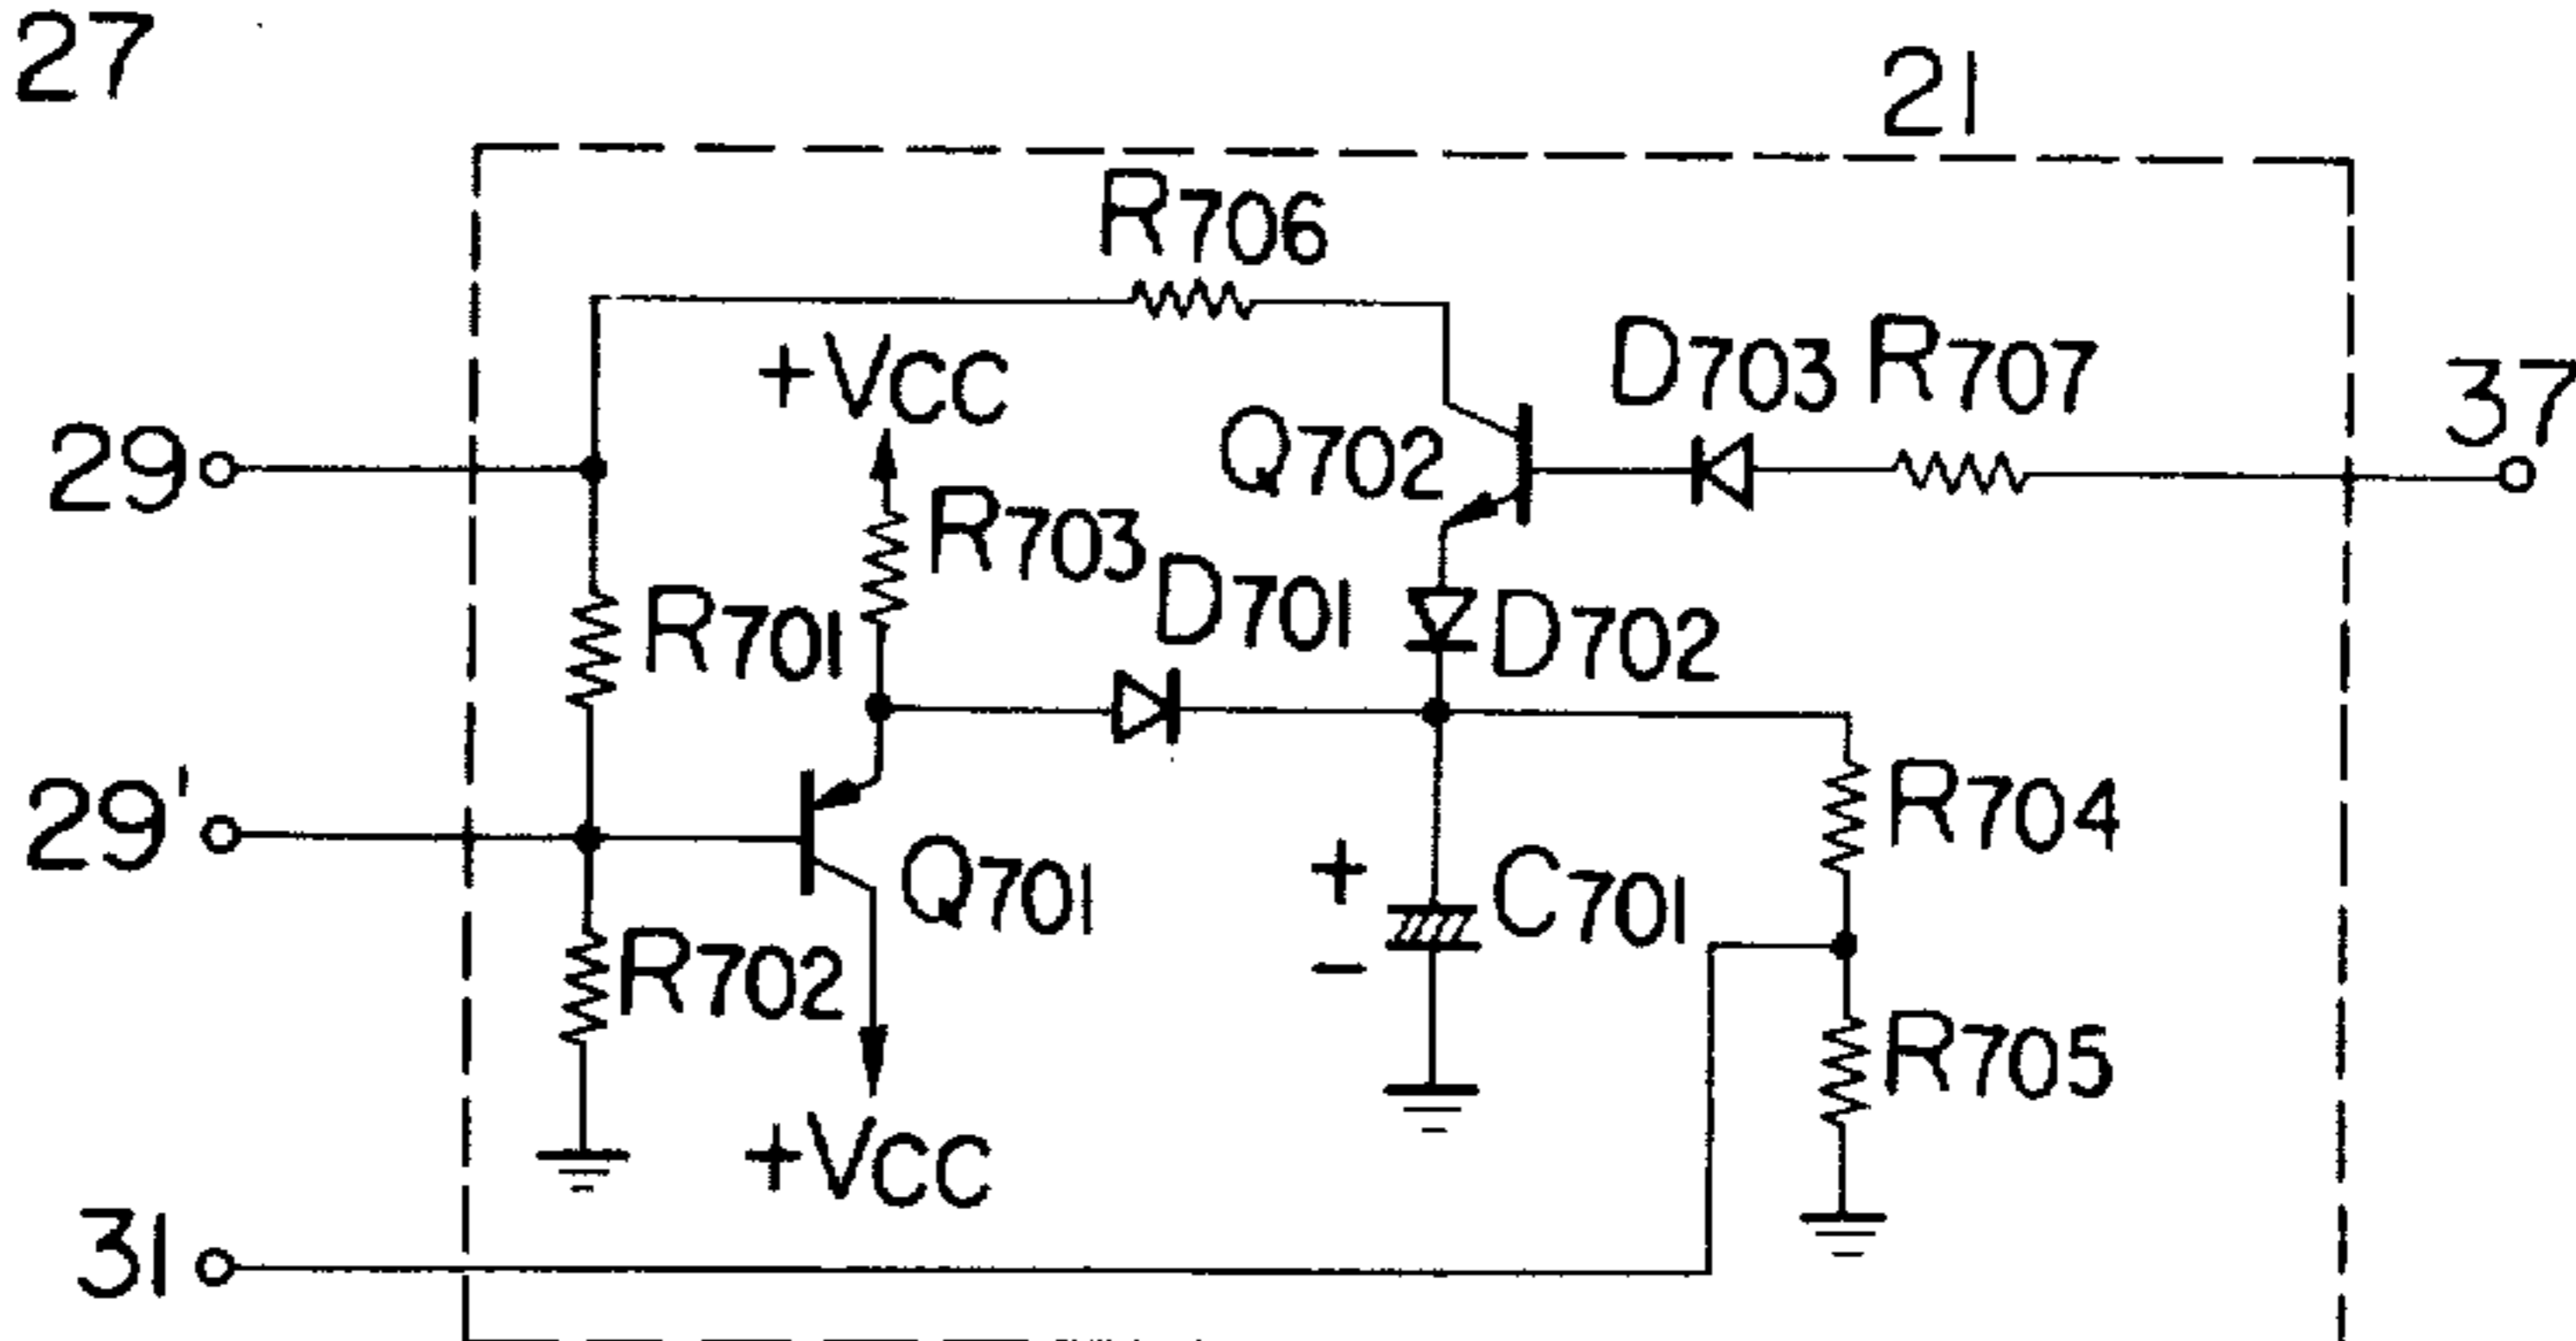 27
21
R706
+VCC
D703 R707
37
29
Q702
R703
D701
R701
D702
29'
R704
Q701
+
C701
R702
−
R705
+VCC
31